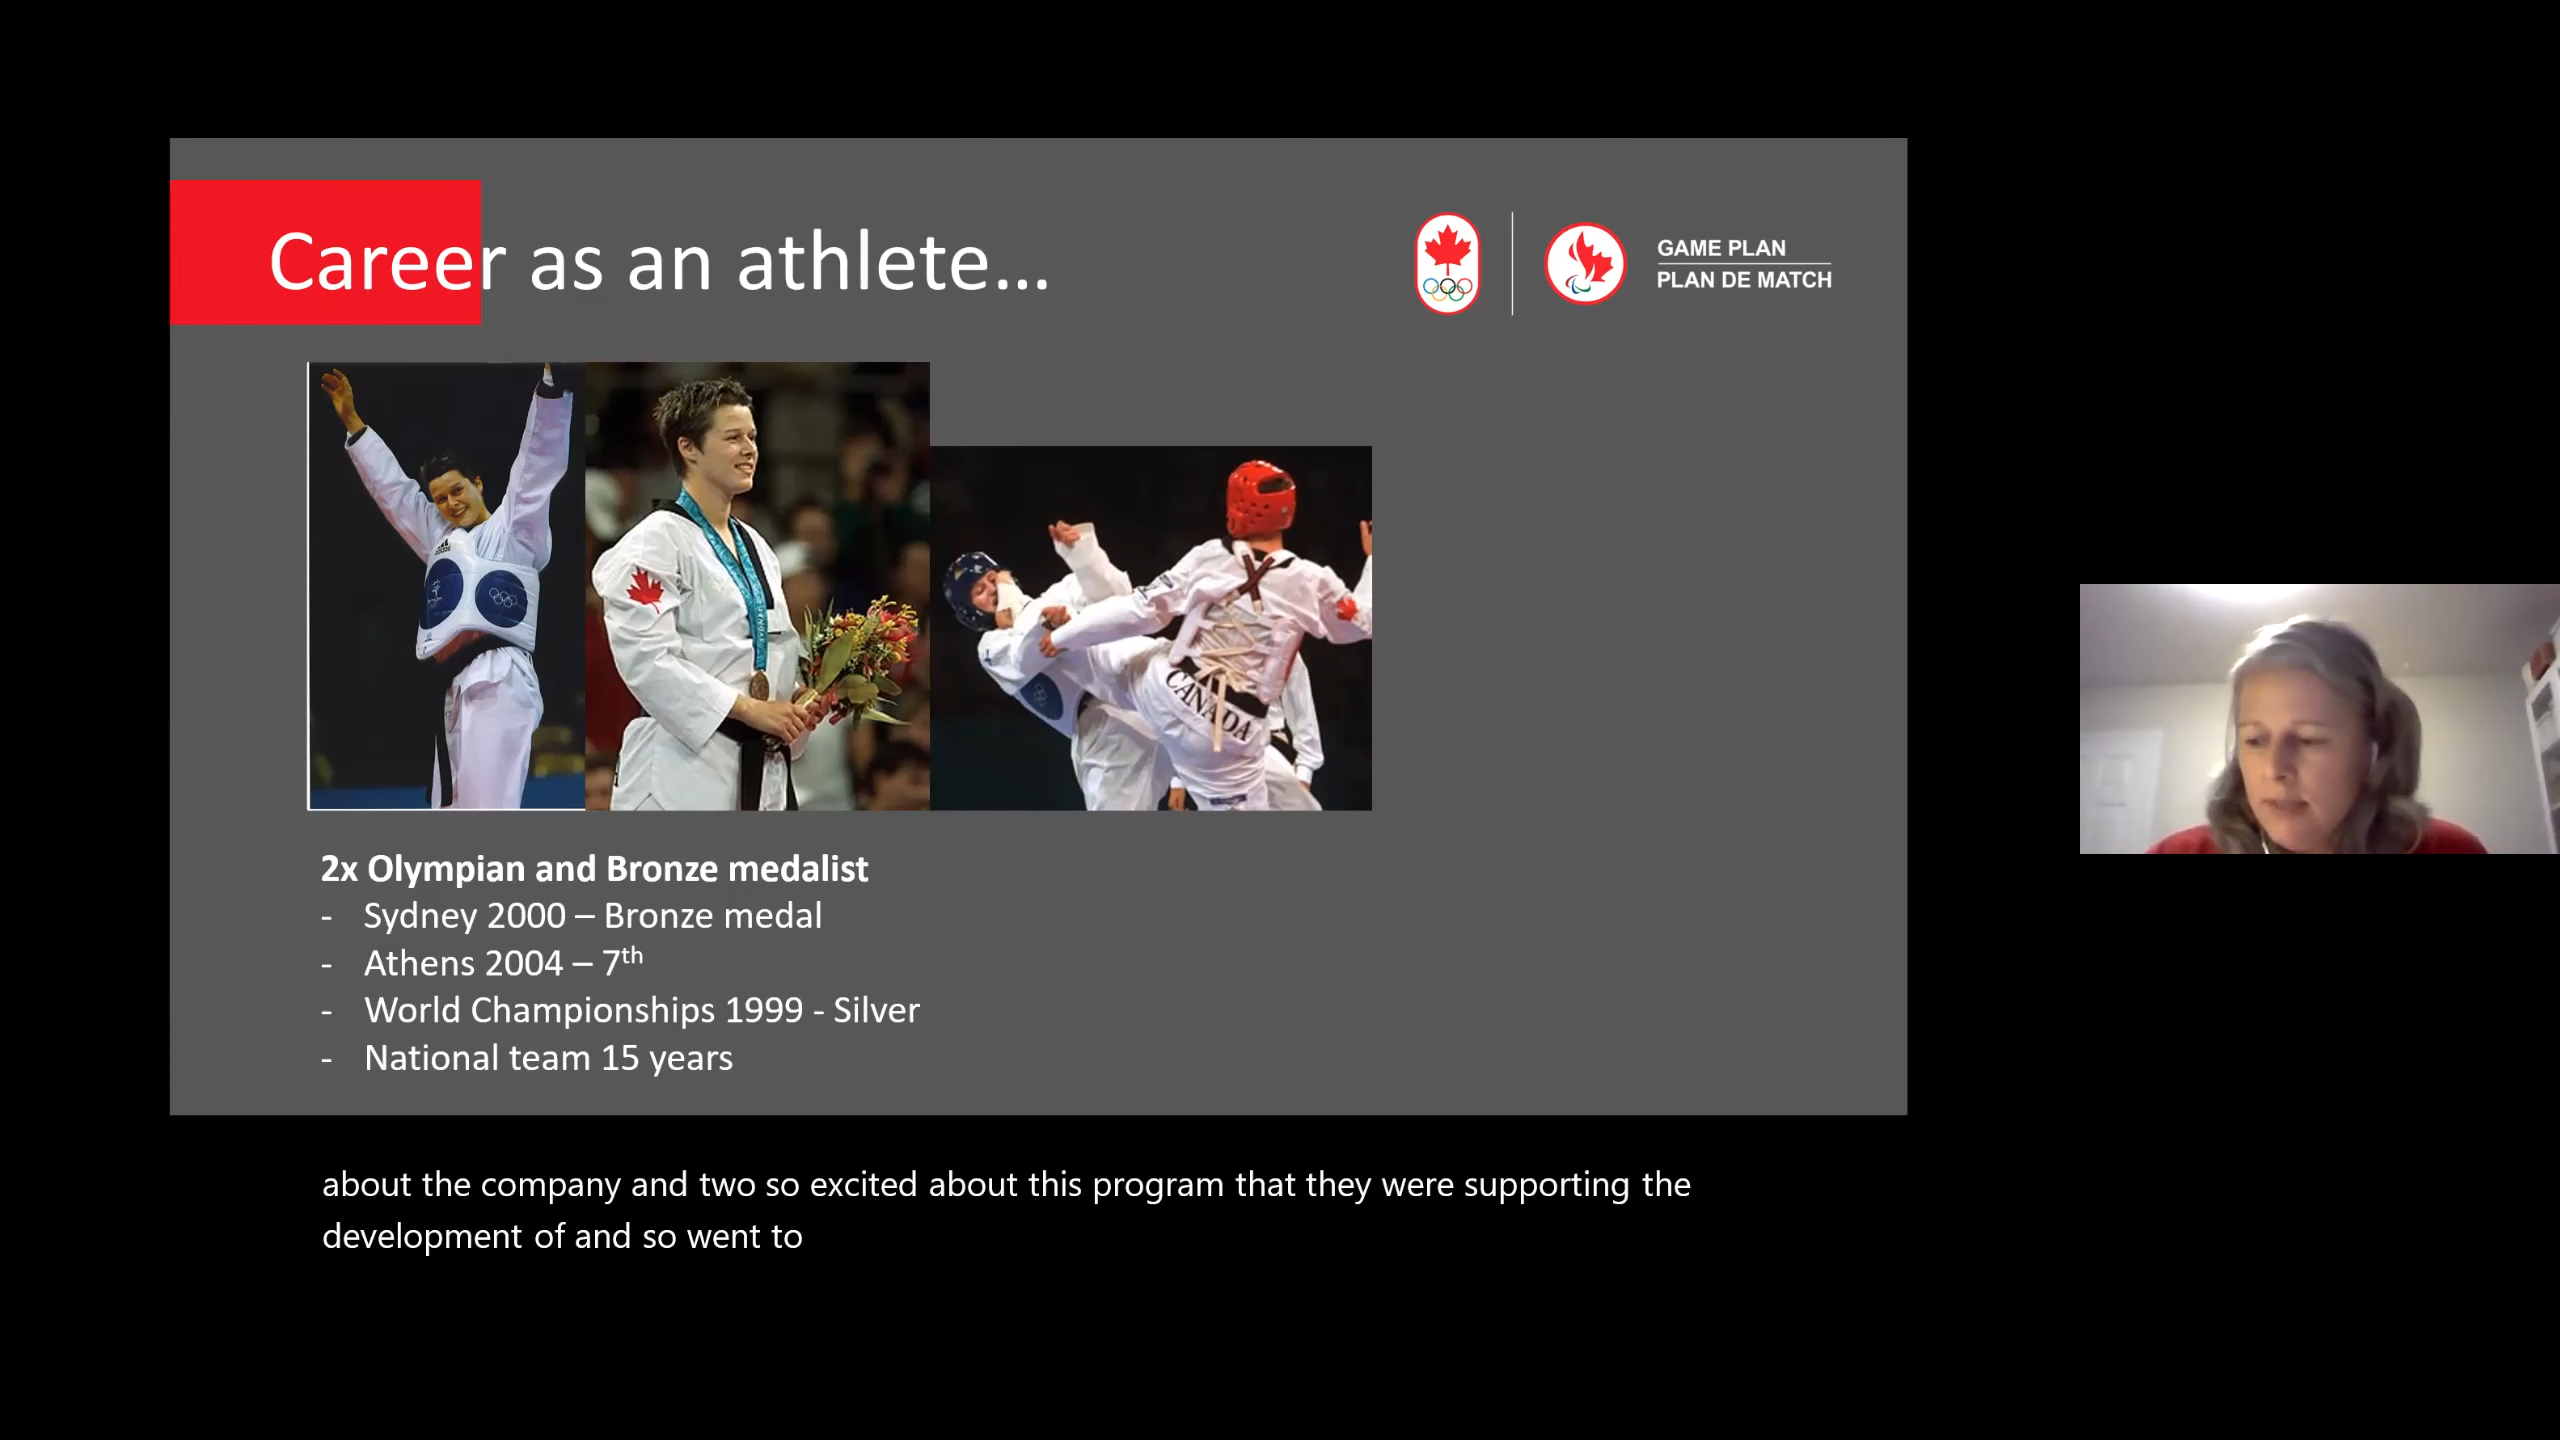 Career as an athlete...
GAME PLAN
PLAN DE MATCH
adidas
CANADA
2x Olympian and Bronze medalist
- Sydney 2000 – Bronze medal
- Athens 2004 – 7th
- World Championships 1999 - Silver
- National team 15 years
about the company and two so excited about this program that they were supporting the
development of and so went to